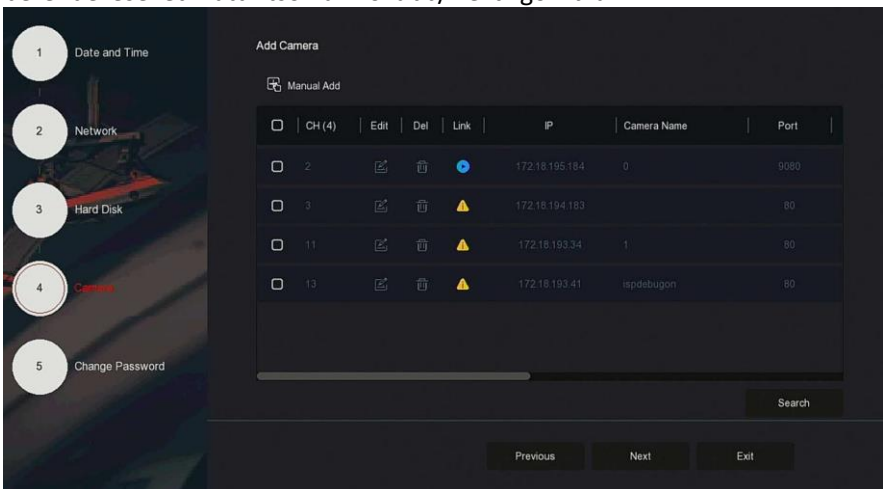 1 Date and Time
2 Network
3 Hard Disk
4 Camera
5 Change Password
Add Camera
Manual Add
CH (4) Edit Del Link IP Camera Name Port
2 172.18.195.184 0 9080
3 172.18.194.183 80
11 172.18.193.34 1 80
13 172.18.193.41 ispdebugon 80
Search
Previous Next Exit